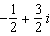 -1/2 + 3/2 i